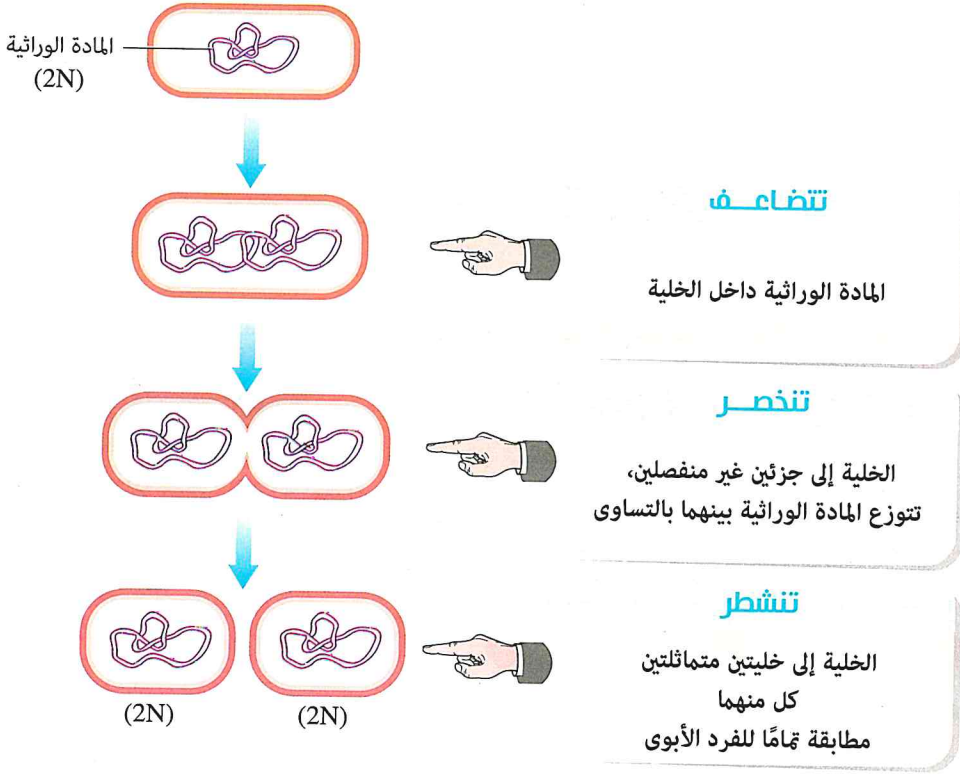 المادة الوراثية
(2N)
تتضاعف
المادة الوراثية داخل الخلية
تنخصر
الخلية إلى جزئين غير منفصلين،
تتوزع المادة الوراثية بينهما بالتساوى
تنشطر
الخلية إلى خليتين متماثلتين
كل منهما
مطابقة تمامًا للفرد الأبوى
(2N)
(2N)